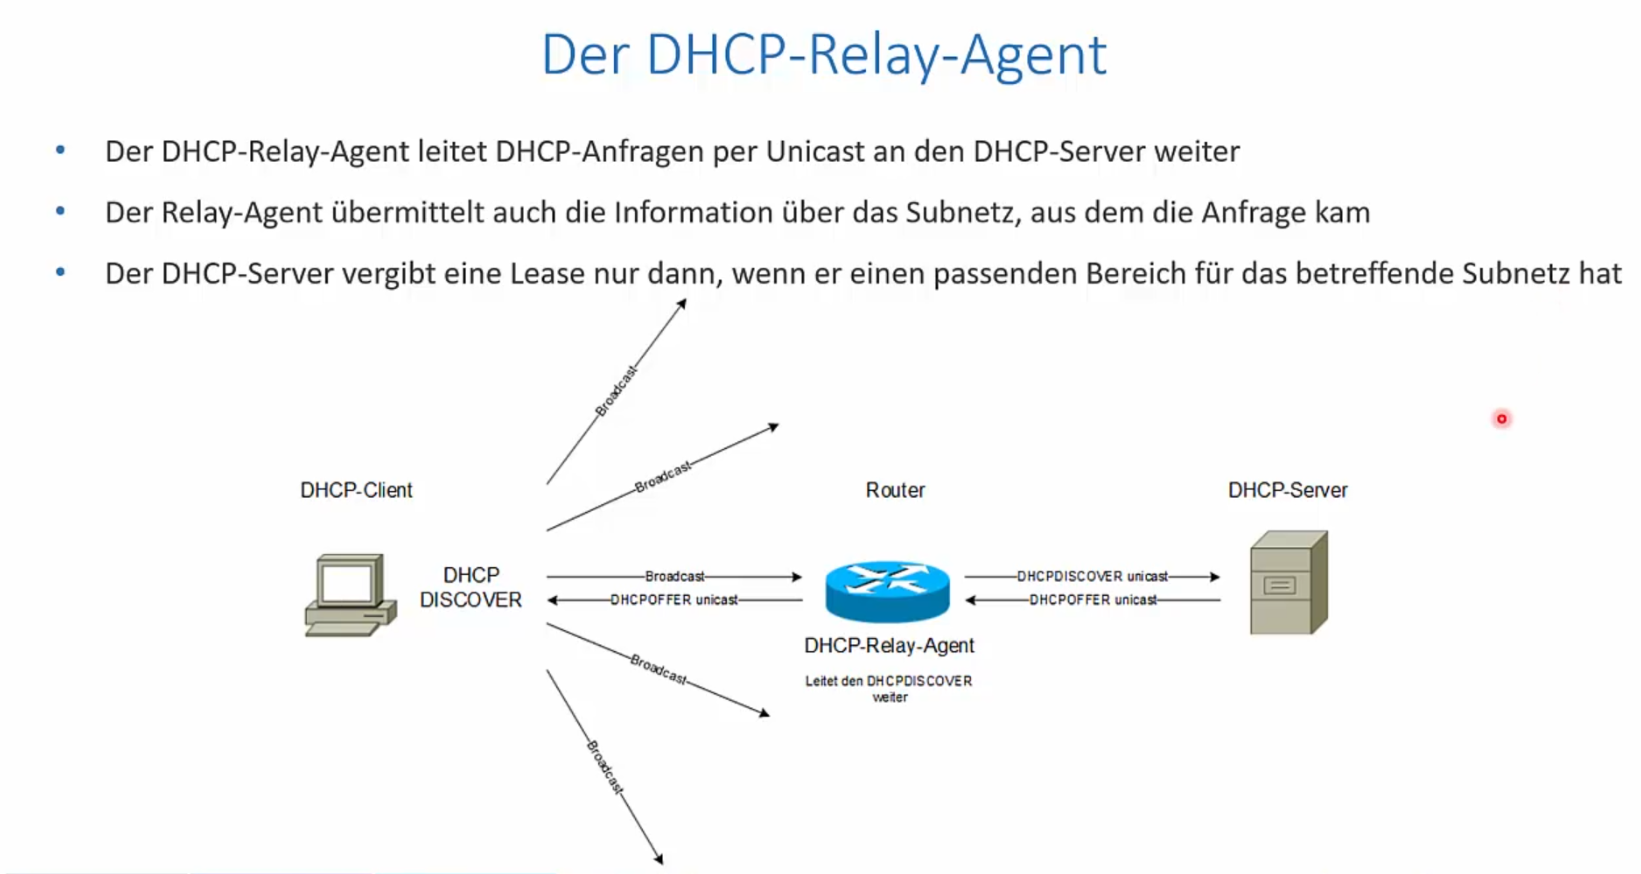 Der DHCP-Relay-Agent
• Der DHCP-Relay-Agent leitet DHCP-Anfragen per Unicast an den DHCP-Server weiter
• Der Relay-Agent übermittelt auch die Information über das Subnetz, aus dem die Anfrage kam
• Der DHCP-Server vergibt eine Lease nur dann, wenn er einen passenden Bereich für das betreffende Subnetz hat
Broadcast
Broadcast
DHCP-Client
Router
DHCP-Server
DHCP
DISCOVER
Broadcast
DHCPOFFER unicast
DHCPDISCOVER unicast
DHCPOFFER unicast
DHCP-Relay-Agent
Leitet den DHCPDISCOVER
weiter
Broadcast
Broadcast